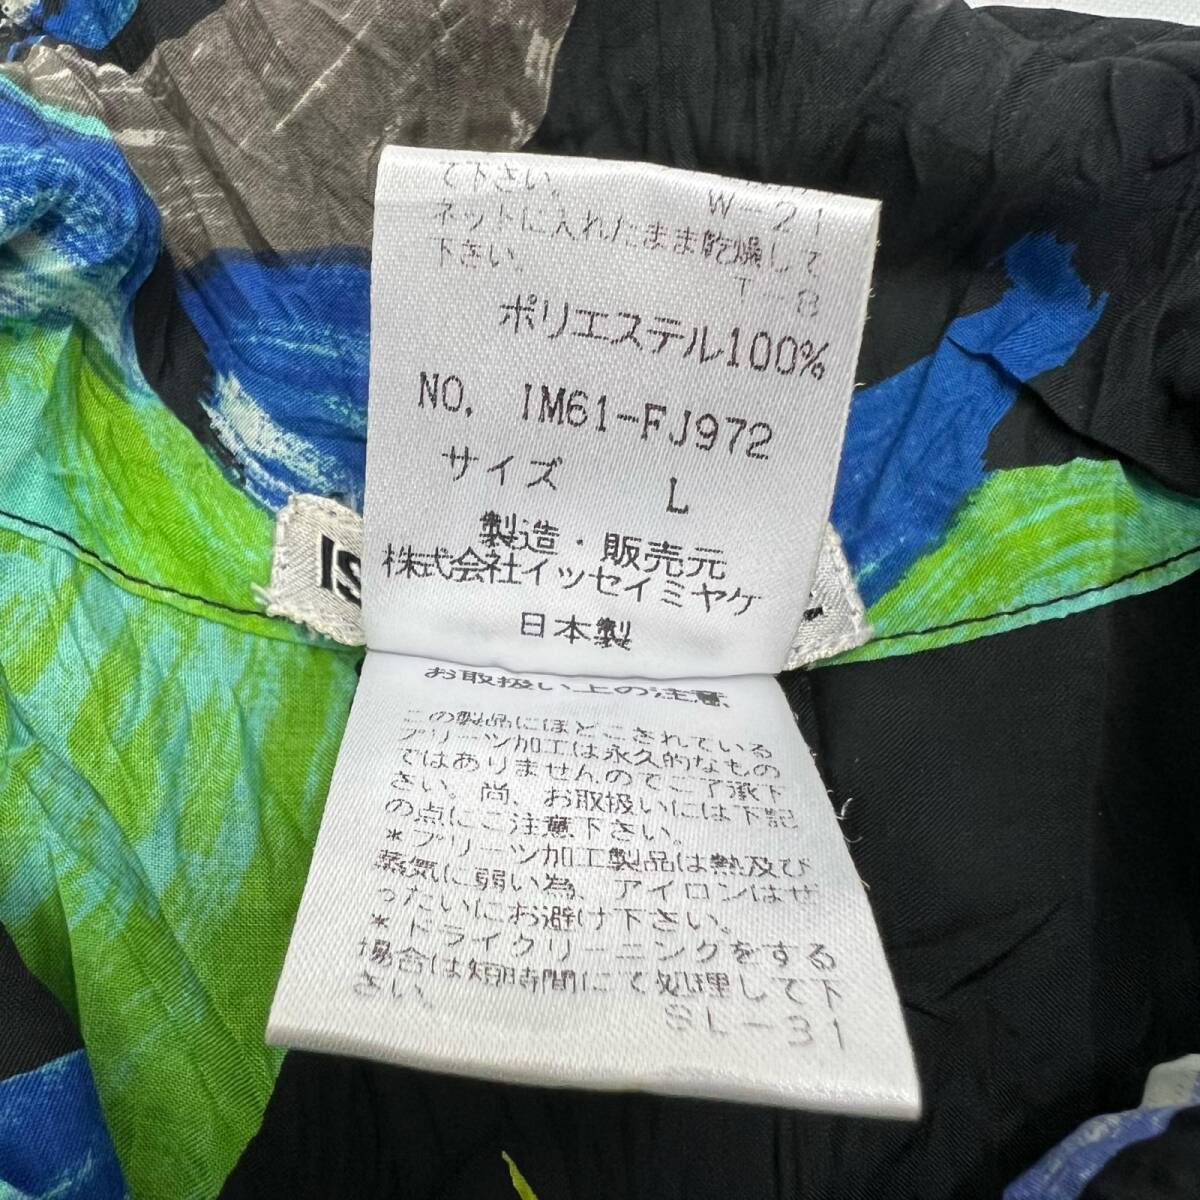 て下さい。
W-21
ネットに入れたまま乾燥して
下さい。
T-8
ポリエステル100%
NO. IM61-FJ972
サイズ L
製造・販売元
株式会社イッセイミヤケ
日本製
IS
お取扱い上の注意
この製品にほどこされている
プリーツ加工は永久的なもの
ではありませんのでご了承下
さい。尚、お取扱いには下記
の点にご注意下さい。
*プリーツ加工製品は熱及び
蒸気に弱い為、アイロンはぜ
ったいにお避け下さい。
*ドライクリーニングをする
場合は短時間にて処理して下
さい。
SL-31